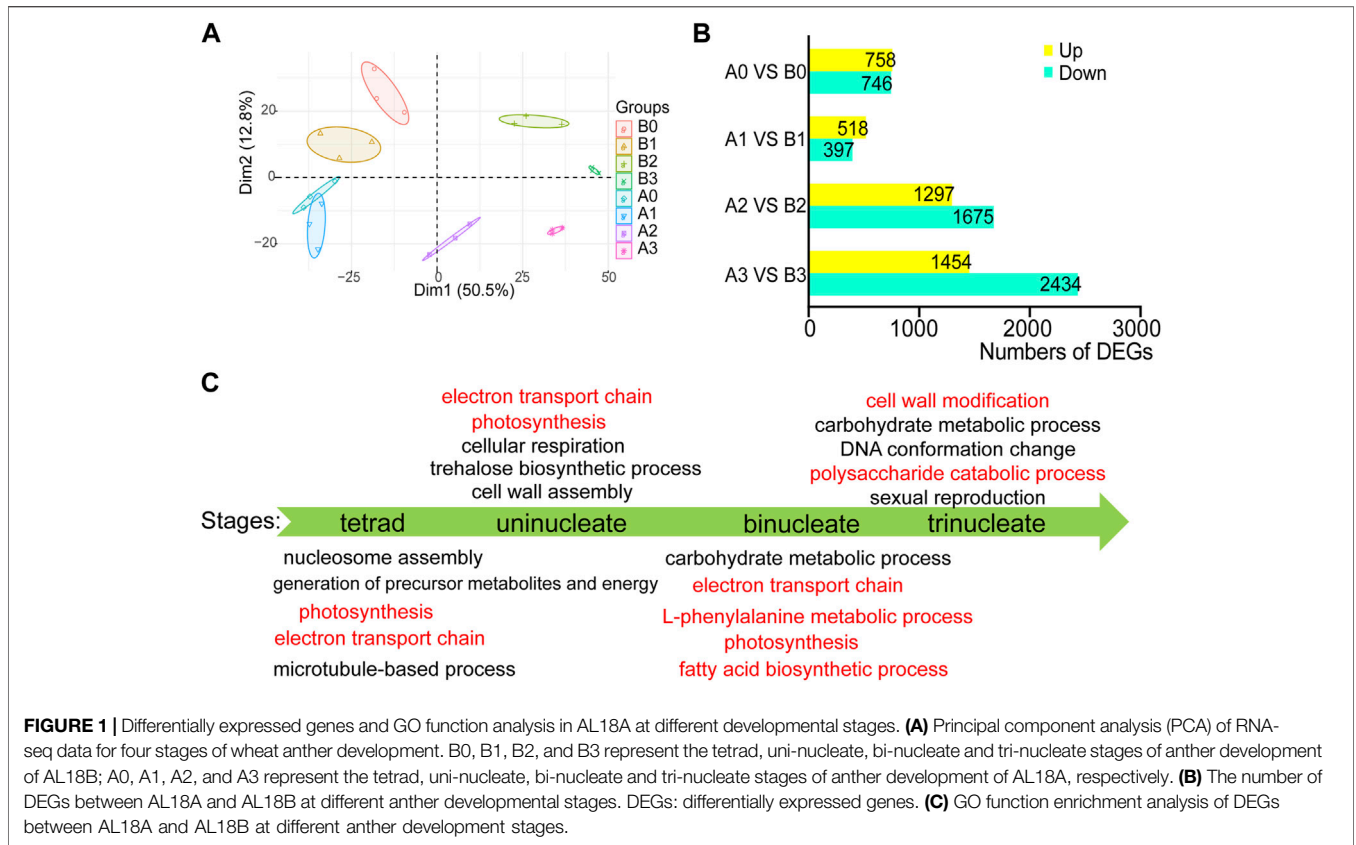 A
Dim2 (12.8%)
20
0
−20
−25
0
25
50
Dim1 (50.5%)
Groups
B0
B1
B2
B3
A0
A1
A2
A3
B
Up
Down
A0 VS B0
758
746
A1 VS B1
518
397
A2 VS B2
1297
1675
A3 VS B3
1454
2434
0
1000
2000
3000
Numbers of DEGs
C
electron transport chain
photosynthesis
cellular respiration
trehalose biosynthetic process
cell wall assembly
cell wall modification
carbohydrate metabolic process
DNA conformation change
polysaccharide catabolic process
sexual reproduction
Stages: tetrad uninucleate binucleate trinucleate
nucleosome assembly
generation of precursor metabolites and energy
photosynthesis
electron transport chain
microtubule-based process
carbohydrate metabolic process
electron transport chain
L-phenylalanine metabolic process
photosynthesis
fatty acid biosynthetic process
FIGURE 1 | Differentially expressed genes and GO function analysis in AL18A at different developmental stages. (A) Principal component analysis (PCA) of RNA-
seq data for four stages of wheat anther development. B0, B1, B2, and B3 represent the tetrad, uni-nucleate, bi-nucleate and tri-nucleate stages of anther development
of AL18B; A0, A1, A2, and A3 represent the tetrad, uni-nucleate, bi-nucleate and tri-nucleate stages of anther development of AL18A, respectively. (B) The number of
DEGs between AL18A and AL18B at different anther developmental stages. DEGs: differentially expressed genes. (C) GO function enrichment analysis of DEGs
between AL18A and AL18B at different anther development stages.